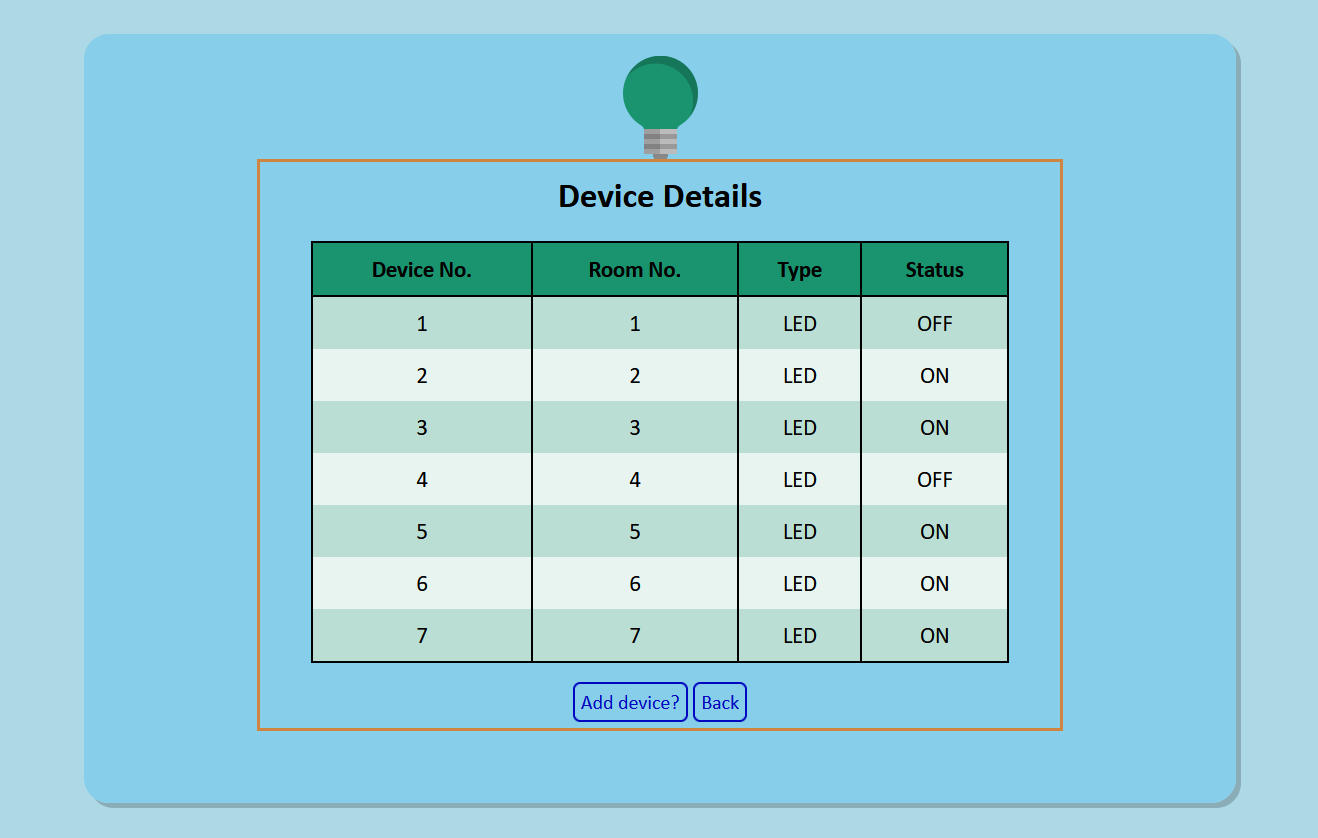 Device Details
Device No. Room No. Type Status
1 1 LED OFF
2 2 LED ON
3 3 LED ON
4 4 LED OFF
5 5 LED ON
6 6 LED ON
7 7 LED ON
Add device? Back